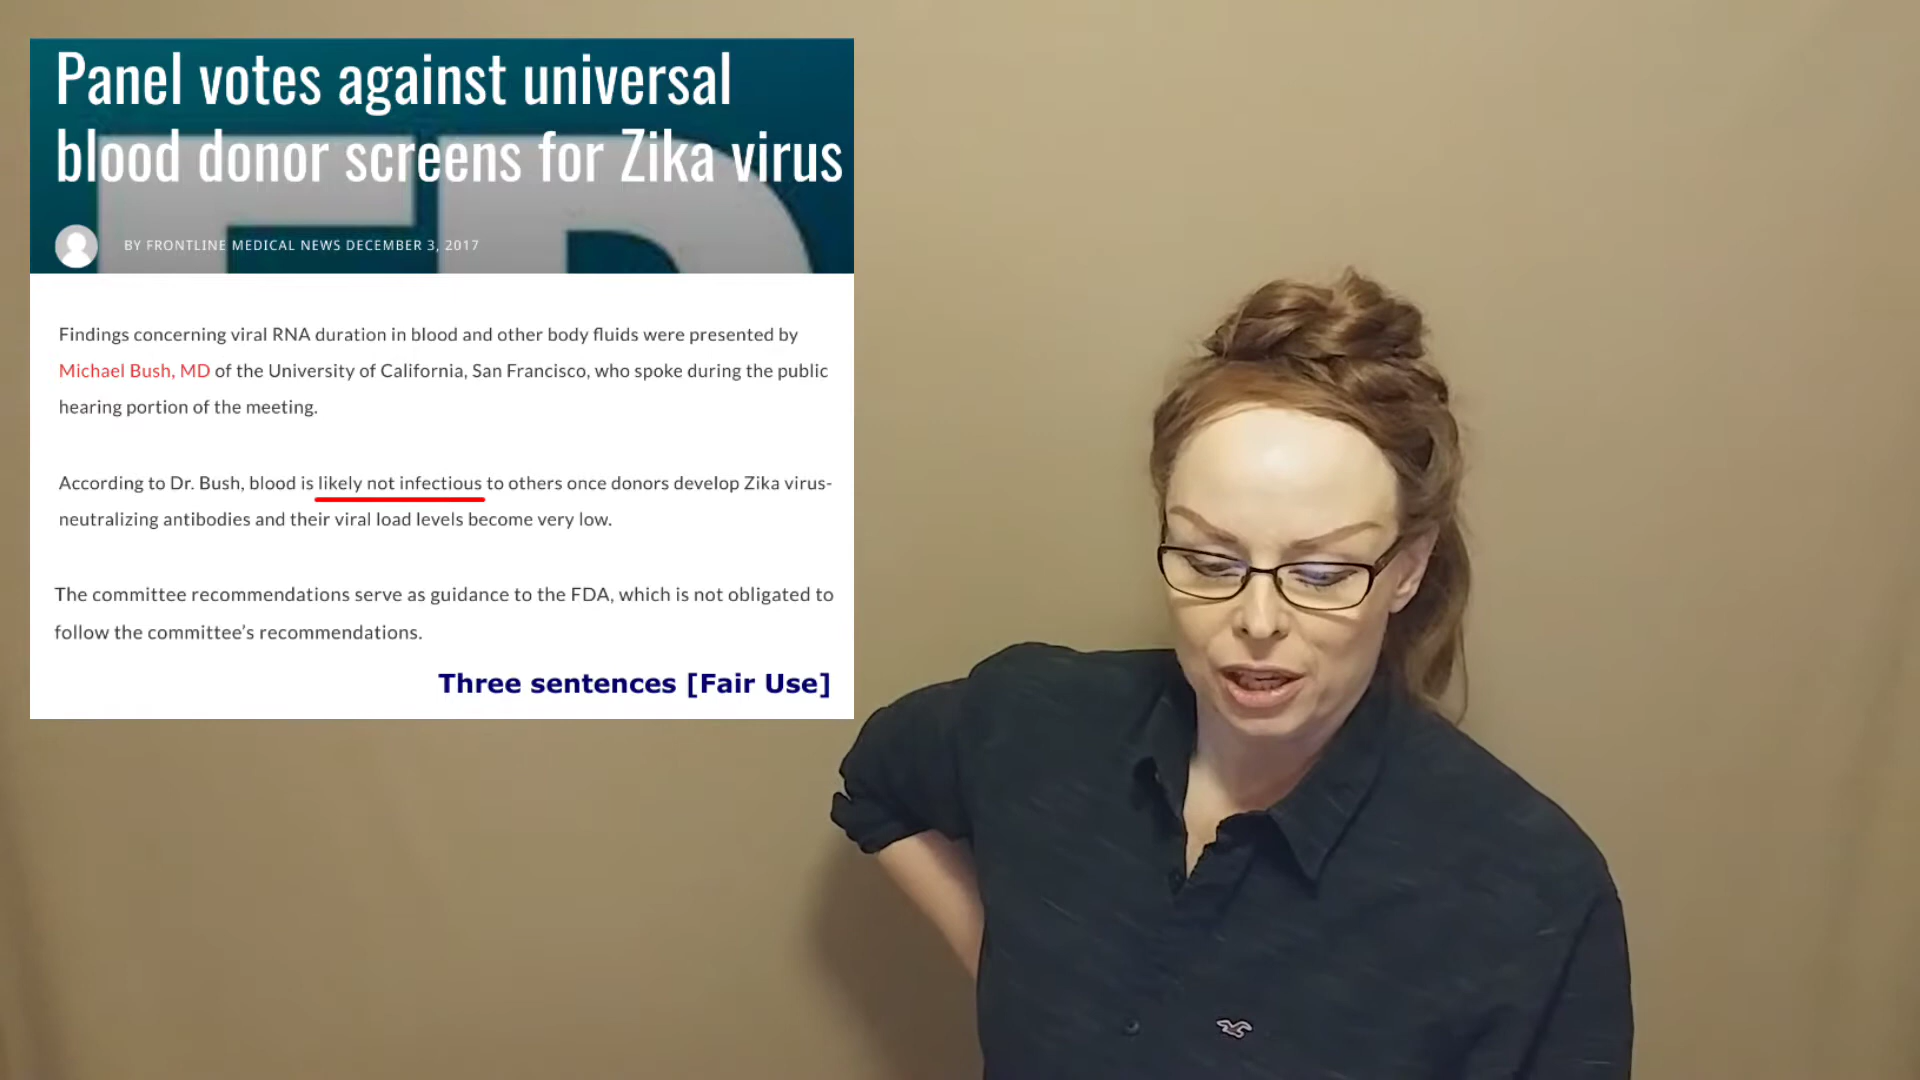 Panel votes against universal
blood donor screens for Zika virus
BY FRONTLINE MEDICAL NEWS DECEMBER 3, 2017
Findings concerning viral RNA duration in blood and other body fluids were presented by
Michael Bush, MD of the University of California, San Francisco, who spoke during the public
hearing portion of the meeting.
According to Dr. Bush, blood is likely not infectious to others once donors develop Zika virus-
neutralizing antibodies and their viral load levels become very low.
The committee recommendations serve as guidance to the FDA, which is not obligated to
follow the committee’s recommendations.
Three sentences [Fair Use]